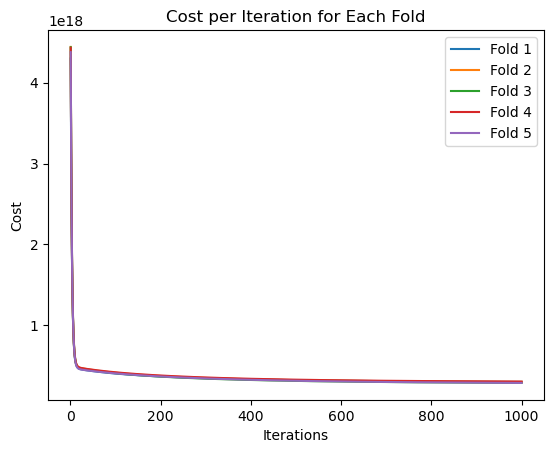 Cost per Iteration for Each Fold
1e18
4
3
2
1
Cost
0
200
400
600
800
1000
Iterations
Fold 1
Fold 2
Fold 3
Fold 4
Fold 5